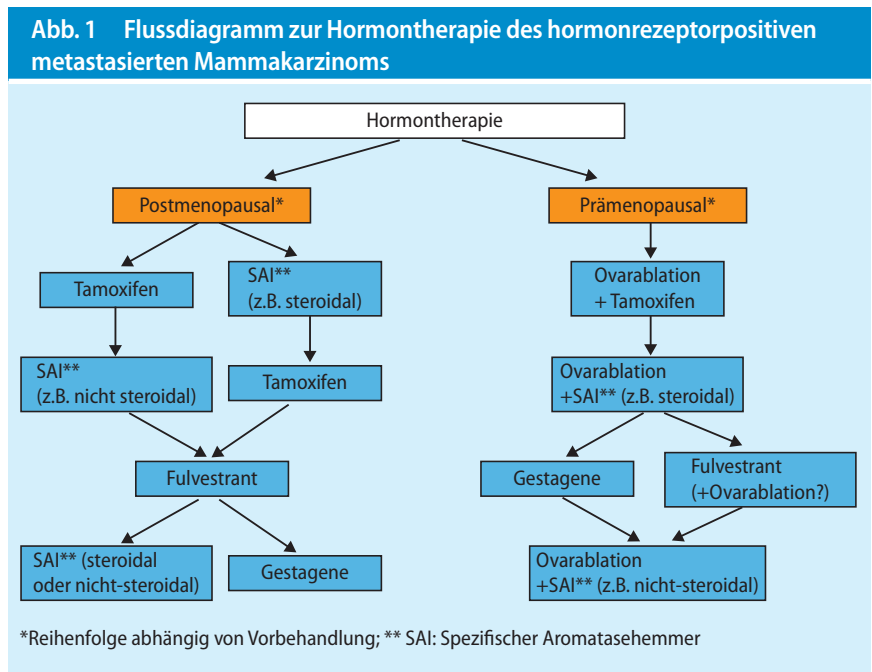 Abb. 1 Flussdiagramm zur Hormontherapie des hormonrezeptorpositiven
metastasierten Mammakarzinoms
Hormontherapie
Postmenopausal*
Prämenopausal*
Tamoxifen
SAI**
(z.B. steroidal)
Ovarablation
+ Tamoxifen
SAI**
(z.B. nicht steroidal)
Tamoxifen
Ovarablation
+SAI** (z.B. steroidal)
Fulvestrant
Gestagene
Fulvestrant
(+Ovarablation?)
SAI** (steroidal
oder nicht-steroidal)
Gestagene
Ovarablation
+SAI** (z.B. nicht-steroidal)
*Reihenfolge abhängig von Vorbehandlung; ** SAI: Spezifischer Aromatasehemmer